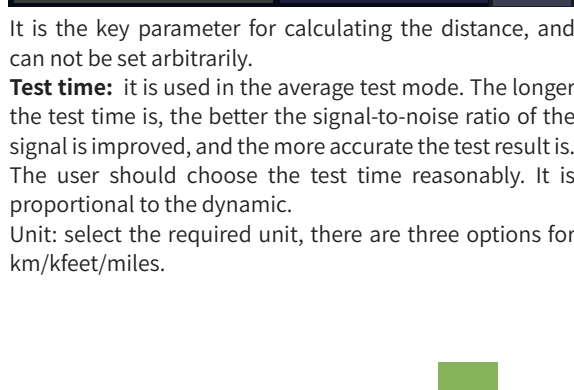 It is the key parameter for calculating the distance, and
can not be set arbitrarily.
Test time: it is used in the average test mode. The longer
the test time is, the better the signal-to-noise ratio of the
signal is improved, and the more accurate the test result is.
The user should choose the test time reasonably. It is
proportional to the dynamic.
Unit: select the required unit, there are three options for
km/kfeet/miles.